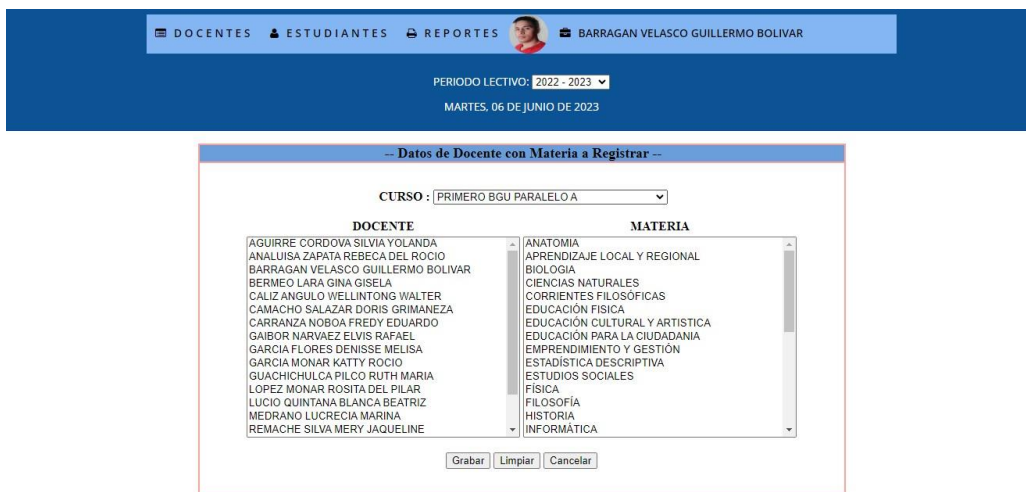 DOCENTES ESTUDIANTES REPORTES BARRAGAN VELASCO GUILLERMO BOLIVAR
PERIODO LECTIVO: 2022 - 2023
MARTES, 06 DE JUNIO DE 2023
-- Datos de Docente con Materia a Registrar --
CURSO : PRIMERO BGU PARALELO A
DOCENTE
AGUIRRE CORDOVA SILVIA YOLANDA
ANALUISA ZAPATA REBECA DEL ROCIO
BARRAGAN VELASCO GUILLERMO BOLIVAR
BERMEO LARA GINA GISELA
CALIZ ANGULO WELLINTONG WALTER
CAMACHO SALAZAR DORIS GRIMANEZA
CARRANZA NOBOA FREDY EDUARDO
GAIBOR NARVAEZ ELVIS RAFAEL
GARCIA FLORES DENISSE MELISA
GARCIA MONAR KATTY ROCIO
GUACHICHULCA PILCO RUTH MARIA
LOPEZ MONAR ROSITA DEL PILAR
LUCIO QUINTANA BLANCA BEATRIZ
MEDRANO LUCRECIA MARINA
REMACHE SILVA MERY JAQUELINE
MATERIA
ANATOMIA
APRENDIZAJE LOCAL Y REGIONAL
BIOLOGIA
CIENCIAS NATURALES
CORRIENTES FILOSÓFICAS
EDUCACIÓN FISICA
EDUCACIÓN CULTURAL Y ARTISTICA
EDUCACIÓN PARA LA CIUDADANIA
EMPRENDIMIENTO Y GESTIÓN
ESTADÍSTICA DESCRIPTIVA
ESTUDIOS SOCIALES
FÍSICA
FILOSOFÍA
HISTORIA
INFORMÁTICA
Grabar Limpiar Cancelar